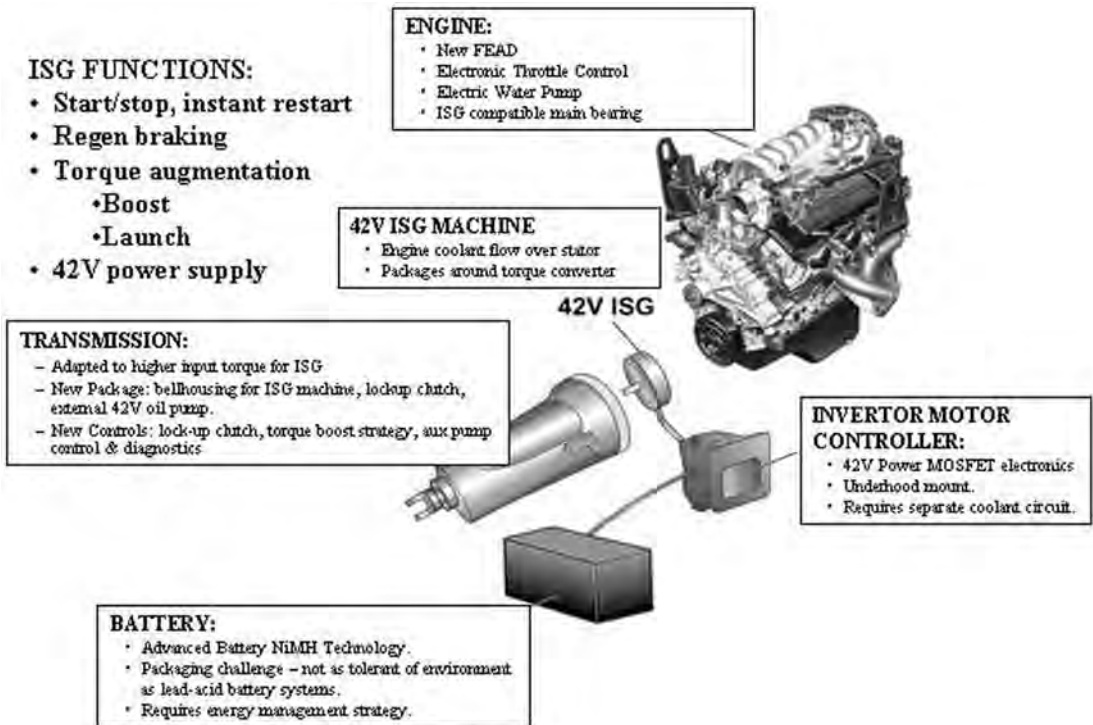 ISG FUNCTIONS:
• Start/stop, instant restart
• Regen braking
• Torque augmentation
•Boost
•Launch
• 42V power supply
ENGINE:
• New FEAD
• Electronic Throttle Control
• Electric Water Pump
• ISG compatible main bearing
42V ISG MACHINE
• Engine coolant flow over stator
• Packages around torque converter
42V ISG
TRANSMISSION:
– Adapted to higher input torque for ISG
– New Package: bellhousing for ISG machine, lockup clutch,
external 42V oil pump.
– New Controls: lock-up clutch, torque boost strategy, aux pump
control & diagnostics
INVERTOR MOTOR
CONTROLLER:
• 42V Power MOSFET electronics
• Underhood mount.
• Requires separate coolant circuit.
BATTERY:
• Advanced Battery NiMH Technology.
• Packaging challenge – not as tolerant of environment
as lead-acid battery systems.
• Requires energy management strategy.